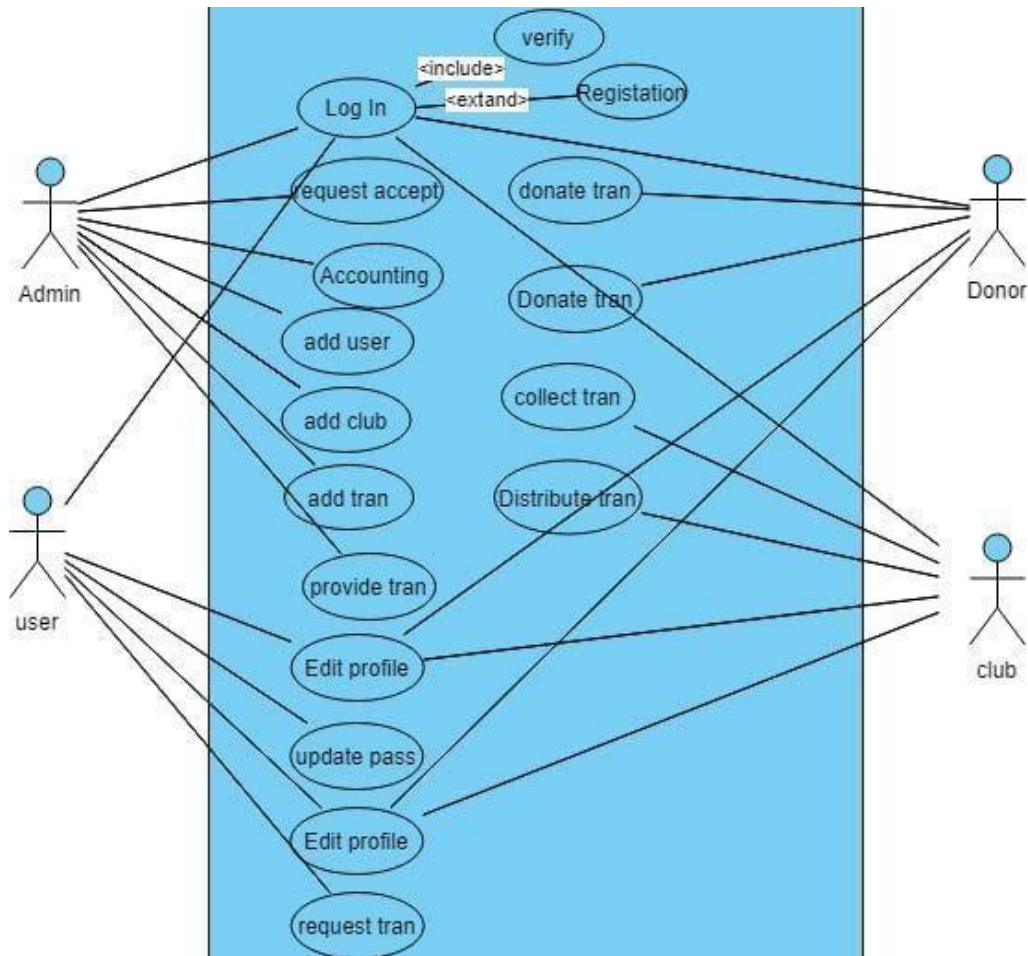 verify
<include>
Registation
<extand>
Log In
request accept
donate tran
Admin
Donor
Accounting
Donate tran
add user
collect tran
add club
add tran
Distribute tran
provide tran
user
Edit profile
club
update pass
Edit profile
request tran